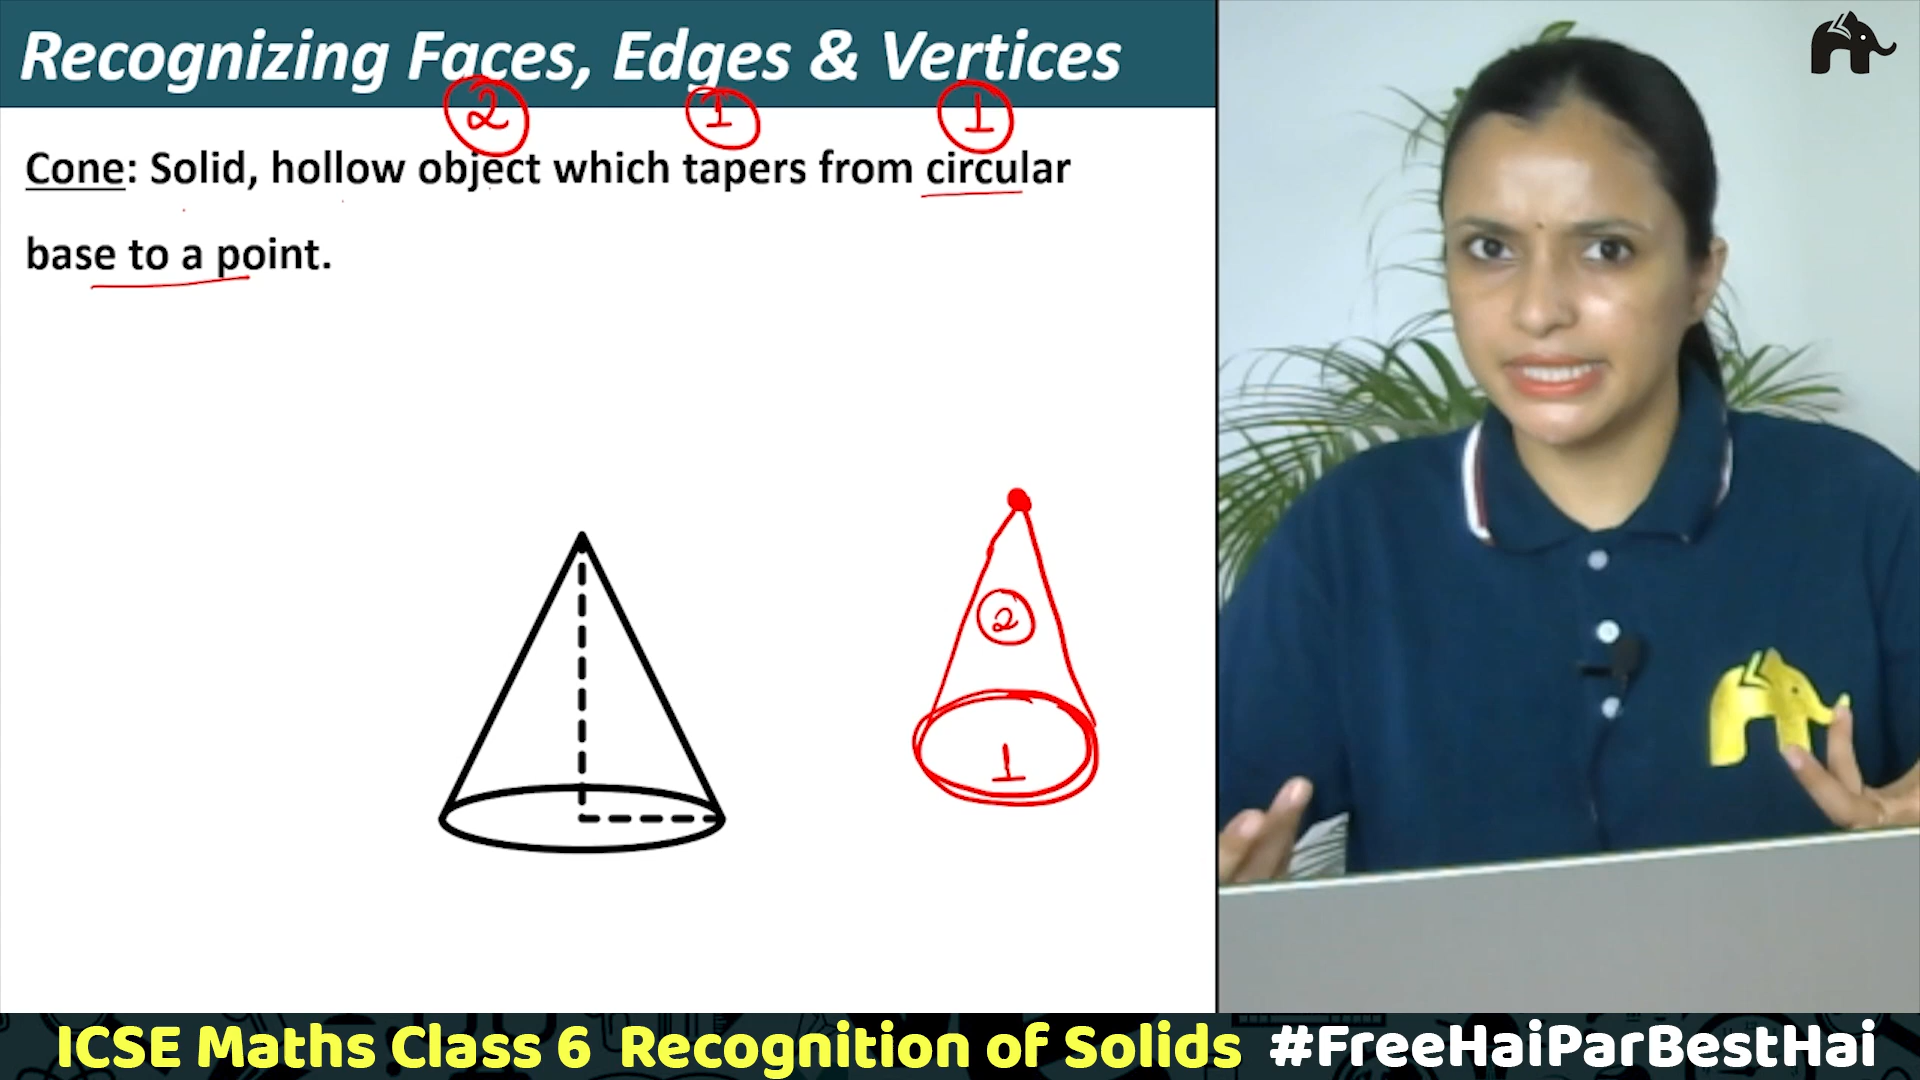 Recognizing Faces, Edges & Vertices
2 1 1
Cone: Solid, hollow object which tapers from circular
base to a point.
2
1
ICSE Maths Class 6 Recognition of Solids #FreeHaiParBestHai